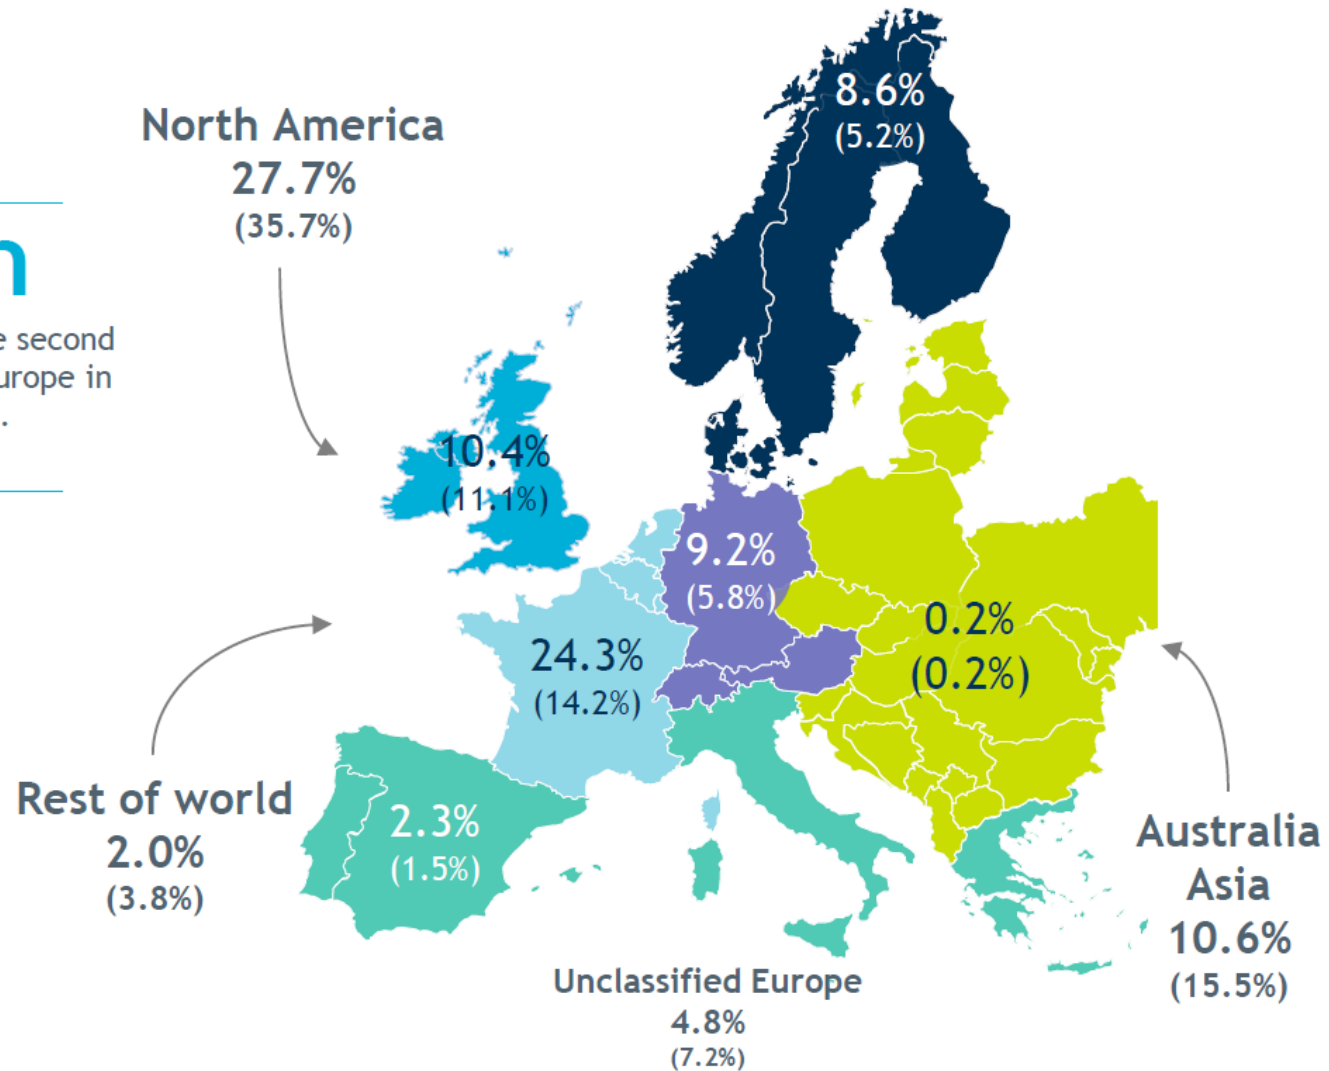 8.6%
(5.2%)
North America
27.7%
(35.7%)
n
e second
urope in
.
10.4%
(11.1%)
9.2%
(5.8%)
0.2%
(0.2%)
24.3%
(14.2%)
Rest of world
2.0%
(3.8%)
2.3%
(1.5%)
Australia
Asia
10.6%
(15.5%)
Unclassified Europe
4.8%
(7.2%)